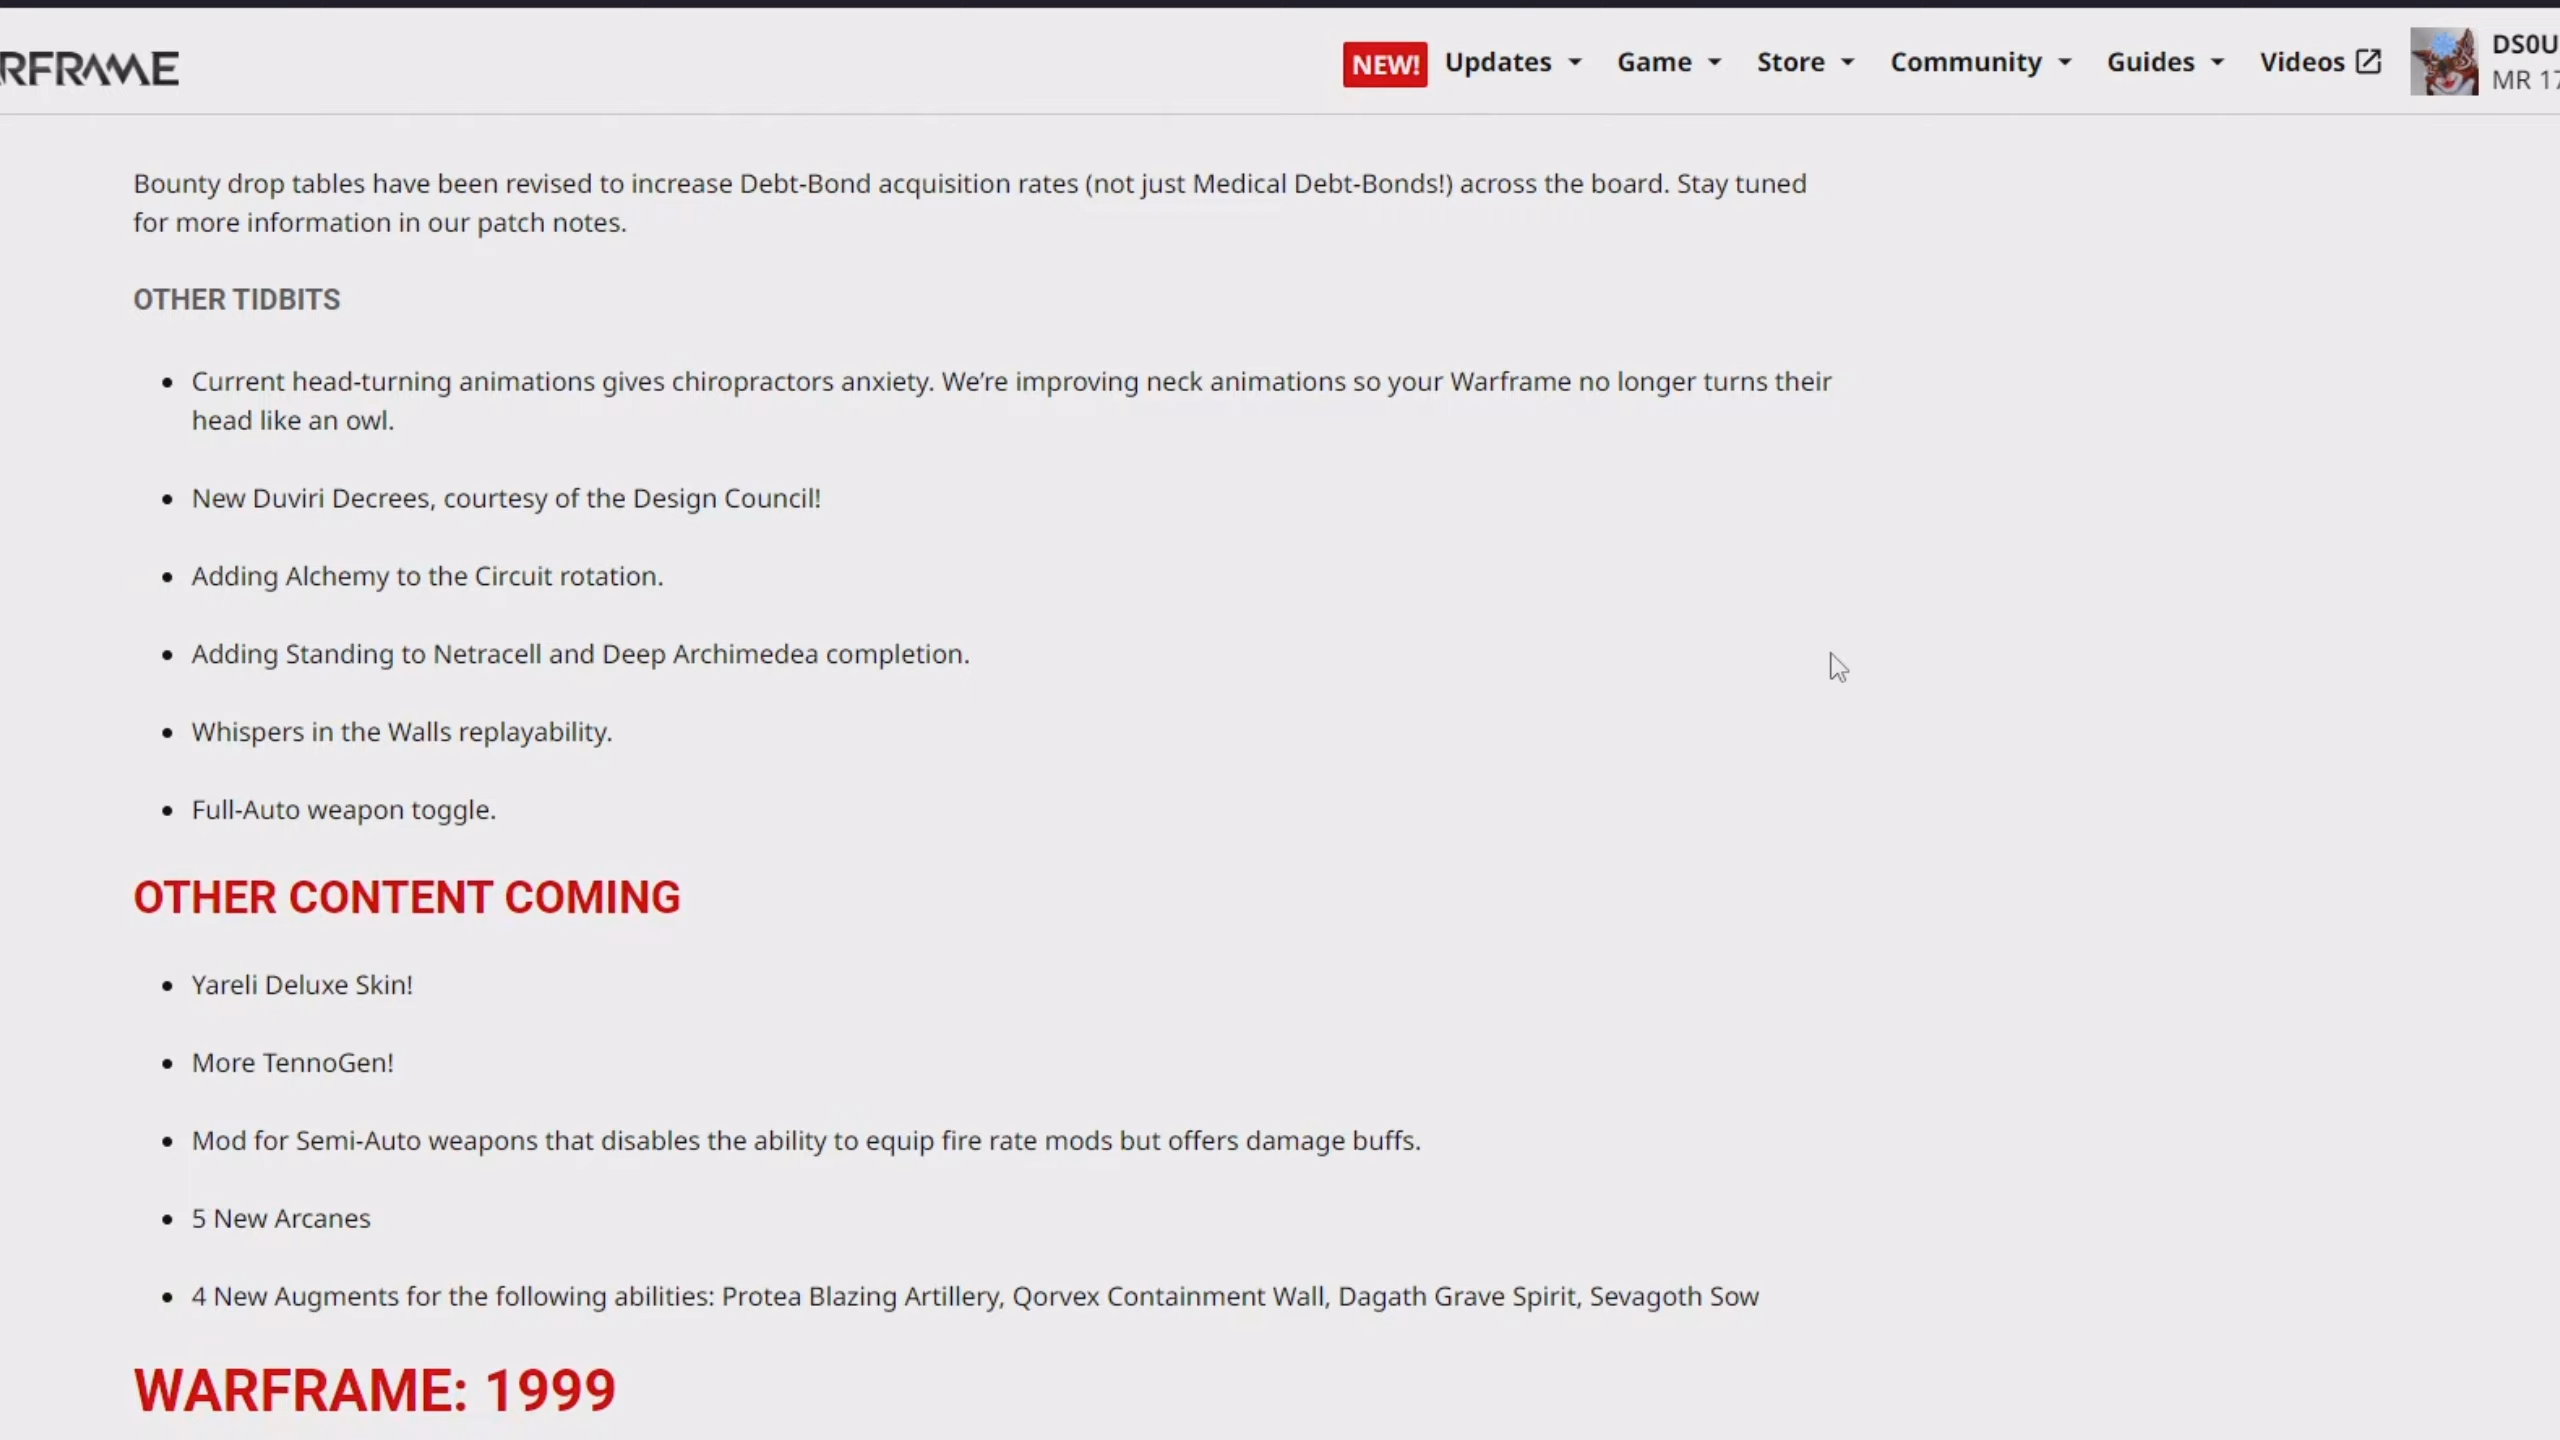 RFRAME
NEW! Updates Game Store Community Guides Videos DS0U
MR 17
Bounty drop tables have been revised to increase Debt-Bond acquisition rates (not just Medical Debt-Bonds!) across the board. Stay tuned
for more information in our patch notes.
OTHER TIDBITS
• Current head-turning animations gives chiropractors anxiety. We’re improving neck animations so your Warframe no longer turns their
head like an owl.
• New Duviri Decrees, courtesy of the Design Council!
• Adding Alchemy to the Circuit rotation.
• Adding Standing to Netracell and Deep Archimedea completion.
• Whispers in the Walls replayability.
• Full-Auto weapon toggle.
OTHER CONTENT COMING
• Yareli Deluxe Skin!
• More TennoGen!
• Mod for Semi-Auto weapons that disables the ability to equip fire rate mods but offers damage buffs.
• 5 New Arcanes
• 4 New Augments for the following abilities: Protea Blazing Artillery, Qorvex Containment Wall, Dagath Grave Spirit, Sevagoth Sow
WARFRAME: 1999